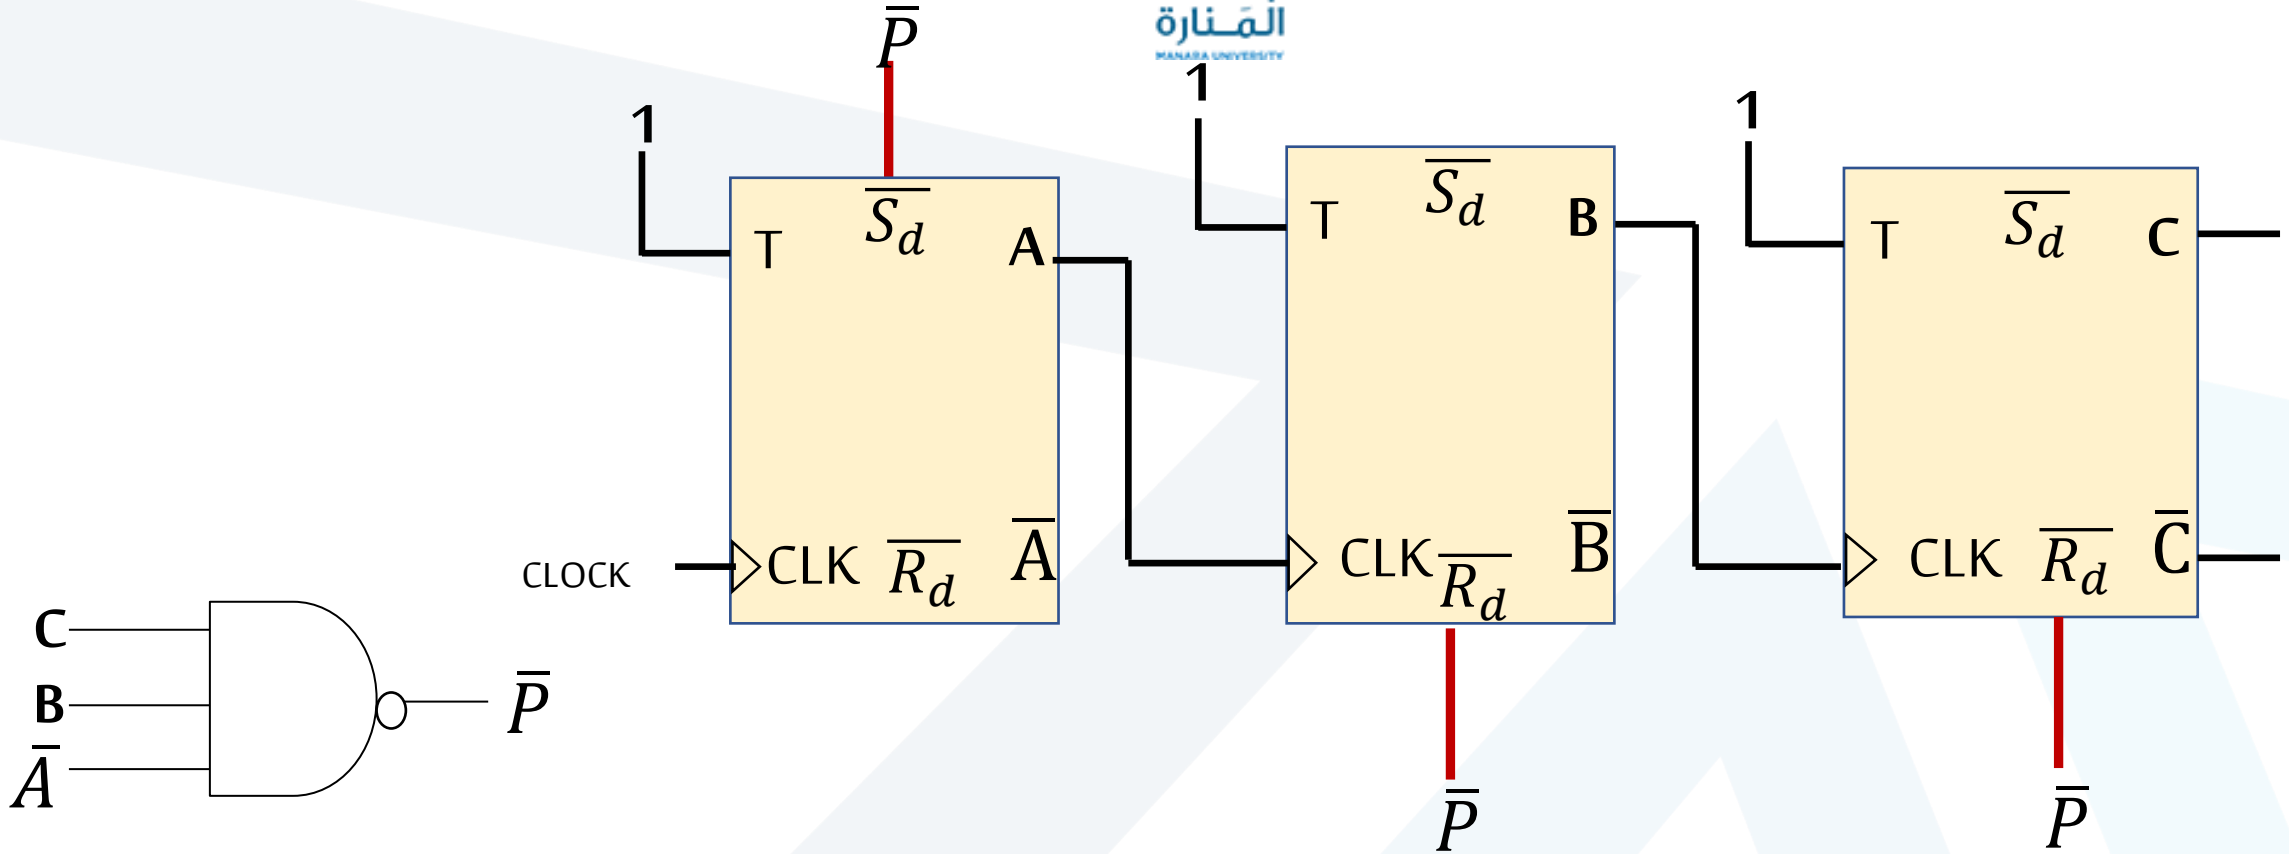 المَنارة
MANARA UNIVERSITY
P̅
1
1
1
T
S̅d̅
A
T
S̅d̅
B
T
S̅d̅
C
CLOCK
CLK
R̅d̅
A̅
CLK
R̅d̅
B̅
CLK
R̅d̅
C̅
C
B
A̅
P̅
P̅
P̅